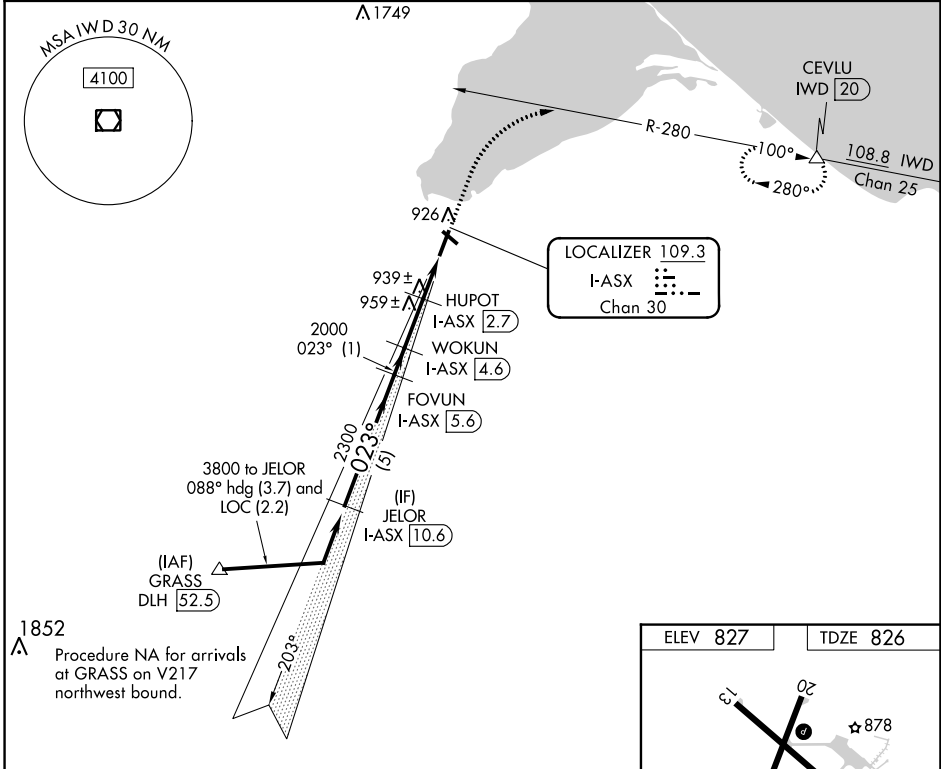 1749
MSA IWD 30 NM
4100
CEVLU
IWD 20
R-280
100°
280°
108.8 IWD
Chan 25
926
LOCALIZER 109.3
I-ASX
Chan 30
939±
959±
HUPOT
I-ASX 2.7
2000
023° (1)
WOKUN
I-ASX 4.6
FOVUN
I-ASX 5.6
2300
023°
(5)
3800 to JELOR
088° hdg (3.7) and
LOC (2.2)
(IF)
JELOR
I-ASX 10.6
(IAF)
GRASS
DLH 52.5
203°
1852
Procedure NA for arrivals
at GRASS on V217
northwest bound.
ELEV 827
TDZE 826
13
20
P
878